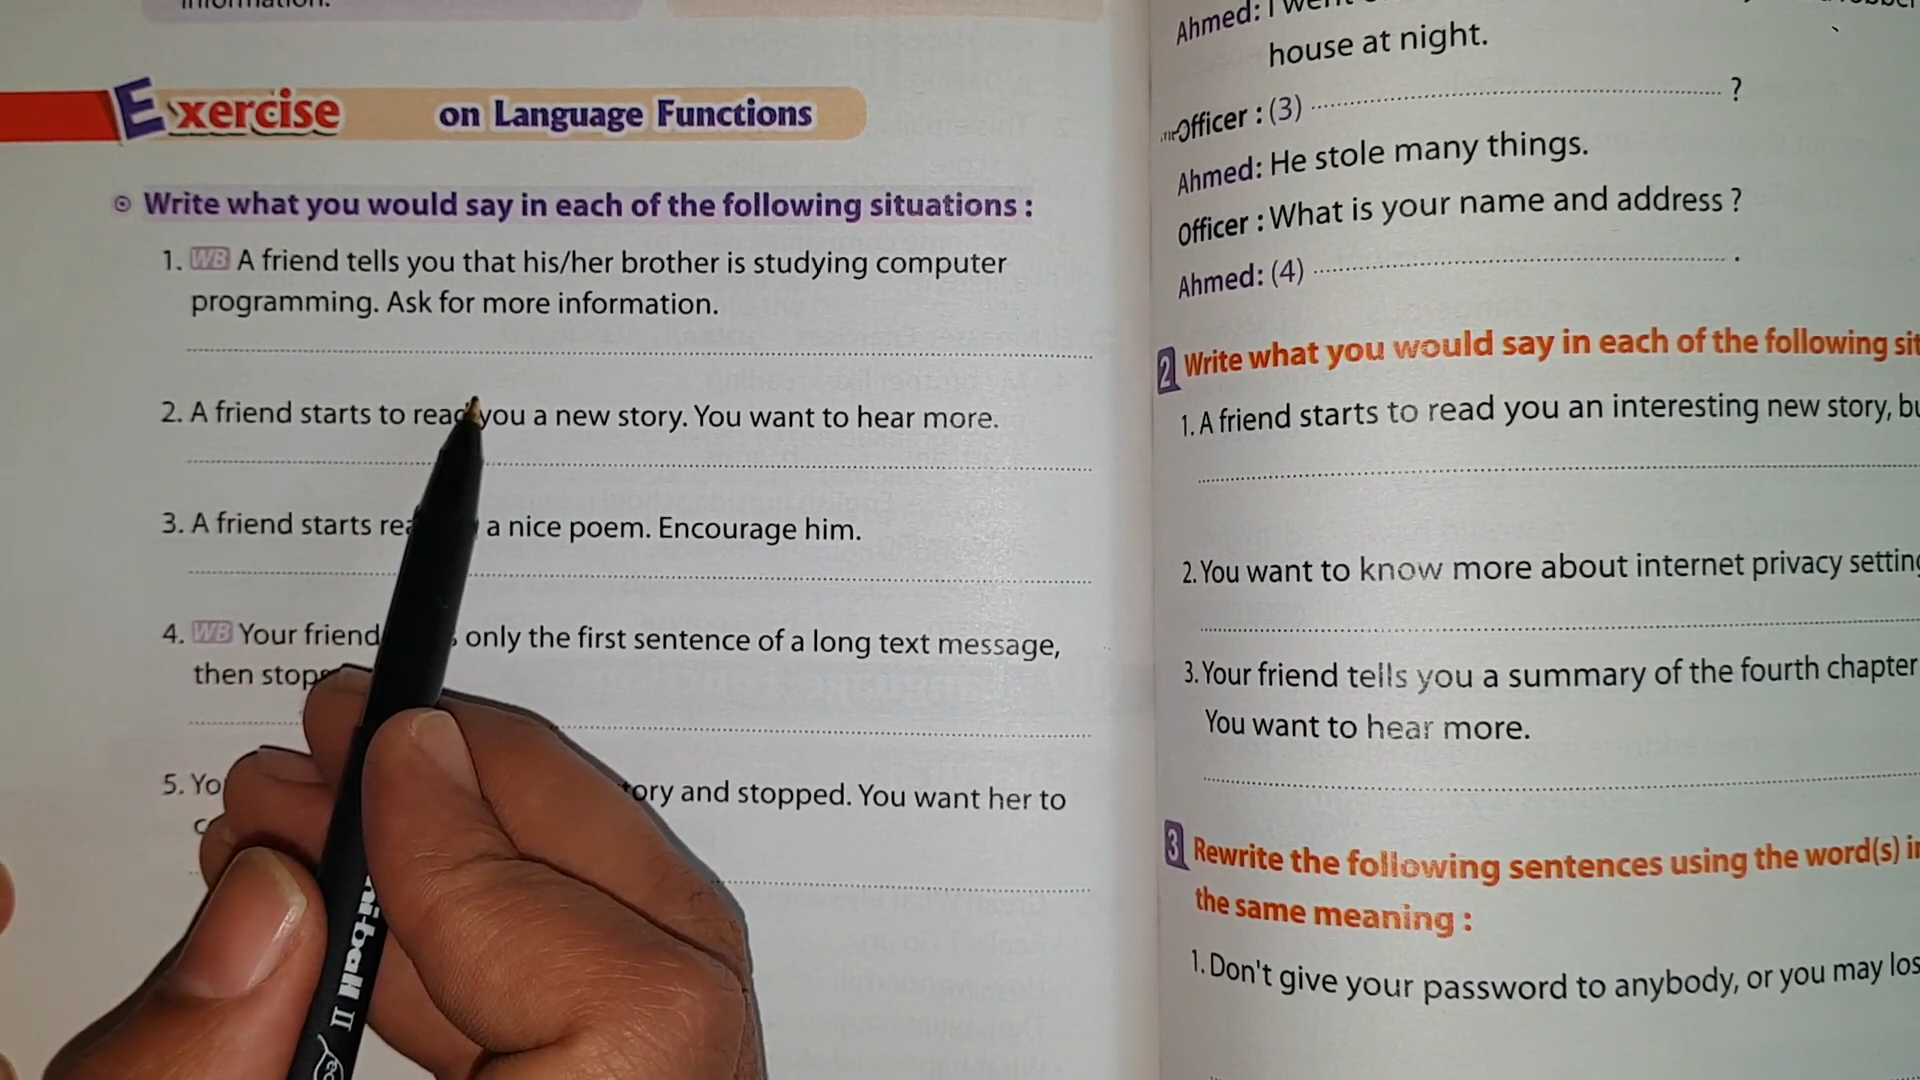 information.
Exercise on Language Functions
Write what you would say in each of the following situations :
1. WB A friend tells you that his/her brother is studying computer
programming. Ask for more information.
2. A friend starts to read you a new story. You want to hear more.
3. A friend starts a nice poem. Encourage him.
4. WB Your friend only the first sentence of a long text message,
then stops
5. and stopped. You want her to
Ahmed: I
house at night.
Officer : (3) ?
Ahmed: He stole many things.
Officer : What is your name and address ?
Ahmed: (4) .
2 Write what you would say in each of the following
1. A friend starts to read you an interesting new story,
2. You want to know more about internet privacy
3. Your friend tells you a summary of the fourth chapter
You want to hear more.
3 Rewrite the following sentences using the word(s)
the same meaning :
1. Don't give your password to anybody, or you may